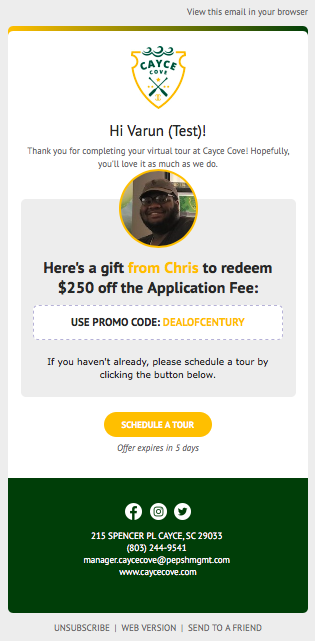 View this email in your browser
CAYCE
COVE
Hi Varun (Test)!
Thank you for completing your virtual tour at Cayce Cove! Hopefully,
you'll love it as much as we do.
Here's a gift from Chris to redeem
$250 off the Application Fee:
USE PROMO CODE: DEALOFCENTURY
If you haven't already, please schedule a tour by
clicking the button below.
SCHEDULE A TOUR
Offer expires in 5 days
215 SPENCER PL CAYCE, SC 29033
(803) 244-9541
manager.caycecove@pepshmgmt.com
www.caycecove.com
UNSUBSCRIBE | WEB VERSION | SEND TO A FRIEND